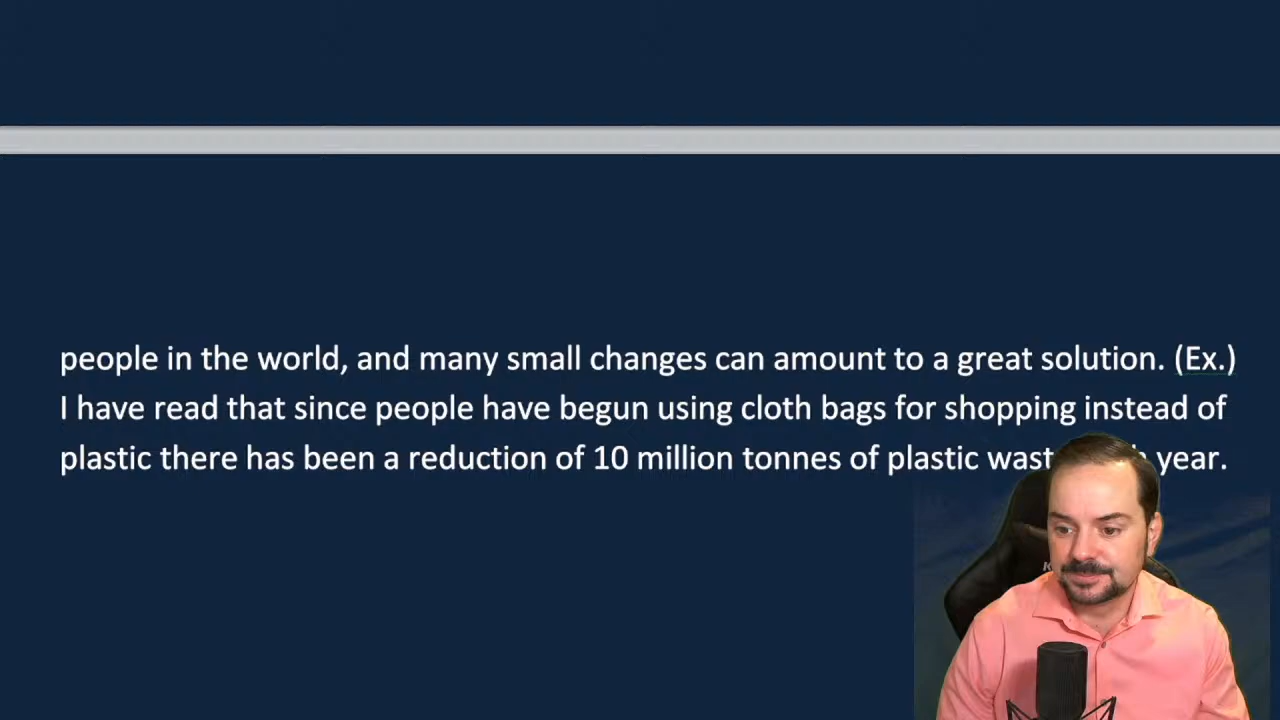 people in the world, and many small changes can amount to a great solution. (Ex.)
I have read that since people have begun using cloth bags for shopping instead of
plastic there has been a reduction of 10 million tonnes of plastic year.